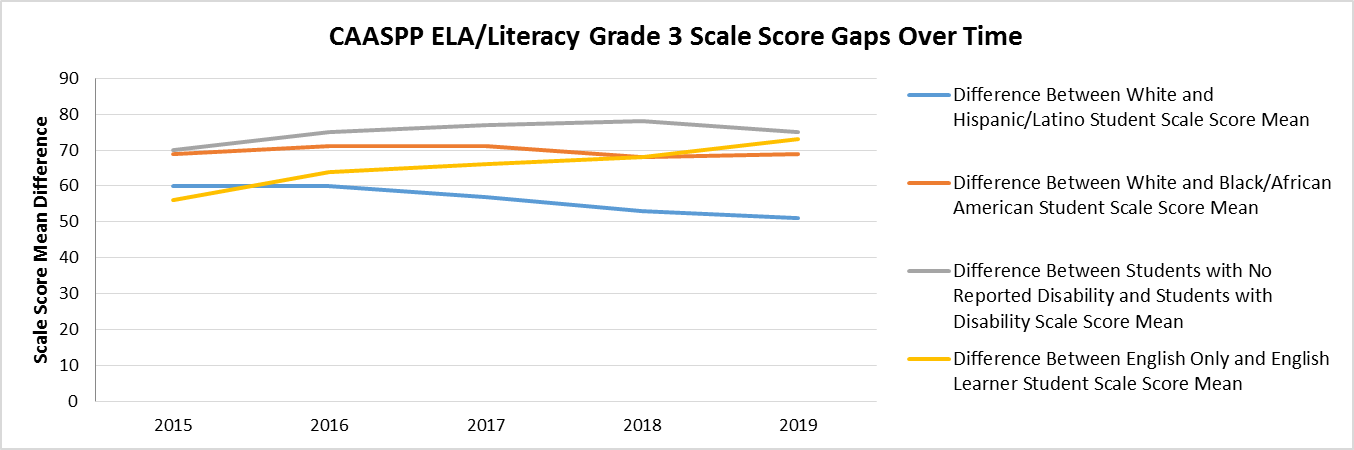 CAASPP ELA/Literacy Grade 3 Scale Score Gaps Over Time
Scale Score Mean Difference
90
80
70
60
50
40
30
20
10
0
2015 2016 2017 2018 2019
Difference Between White and
Hispanic/Latino Student Scale Score Mean
Difference Between White and Black/African
American Student Scale Score Mean
Difference Between Students with No
Reported Disability and Students with
Disability Scale Score Mean
Difference Between English Only and English
Learner Student Scale Score Mean